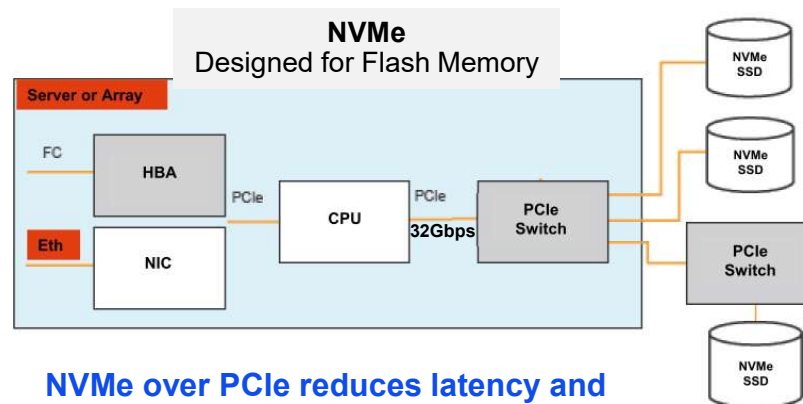 NVMe
Designed for Flash Memory
Server or Array
FC
HBA
PCIe
Eth
NIC
CPU
PCIe
32Gbps
PCIe
Switch
NVMe
SSD
NVMe
SSD
PCIe
Switch
NVMe
SSD
NVMe over PCIe reduces latency and